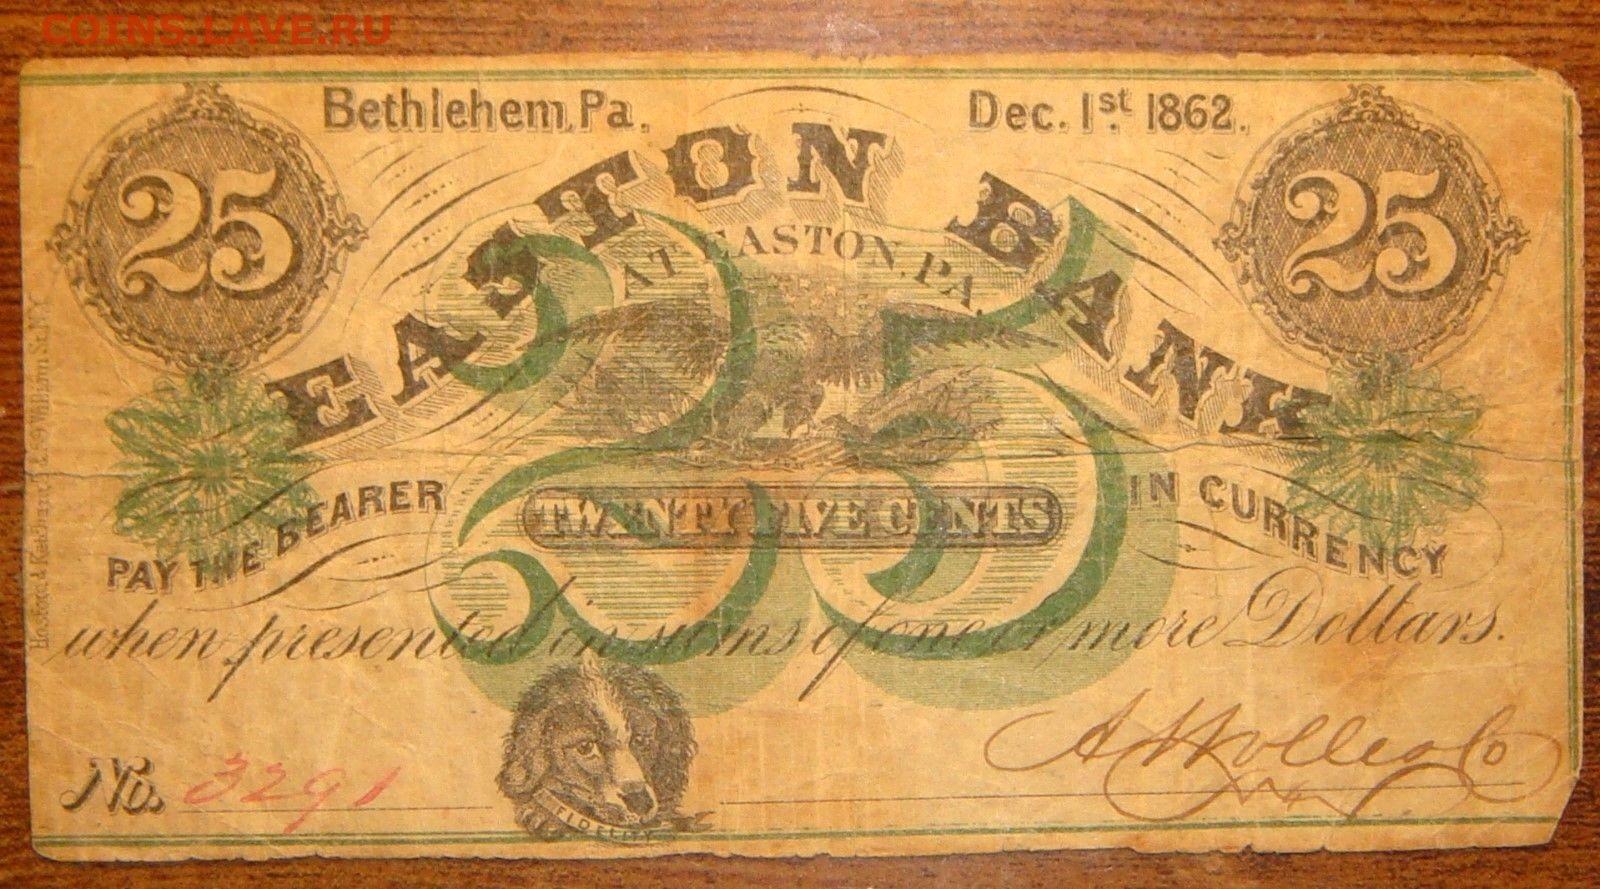 COINS.LAVE.RU
Bethlehem, Pa. Dec. 1st. 1862.
25 25
EASTON BANK
AT EASTON, PA.
25
PAY THE BEARER TWENTY FIVE CENTS IN CURRENCY
when presented in sums of one or more Dollars.
No. 3291
FIDELITY